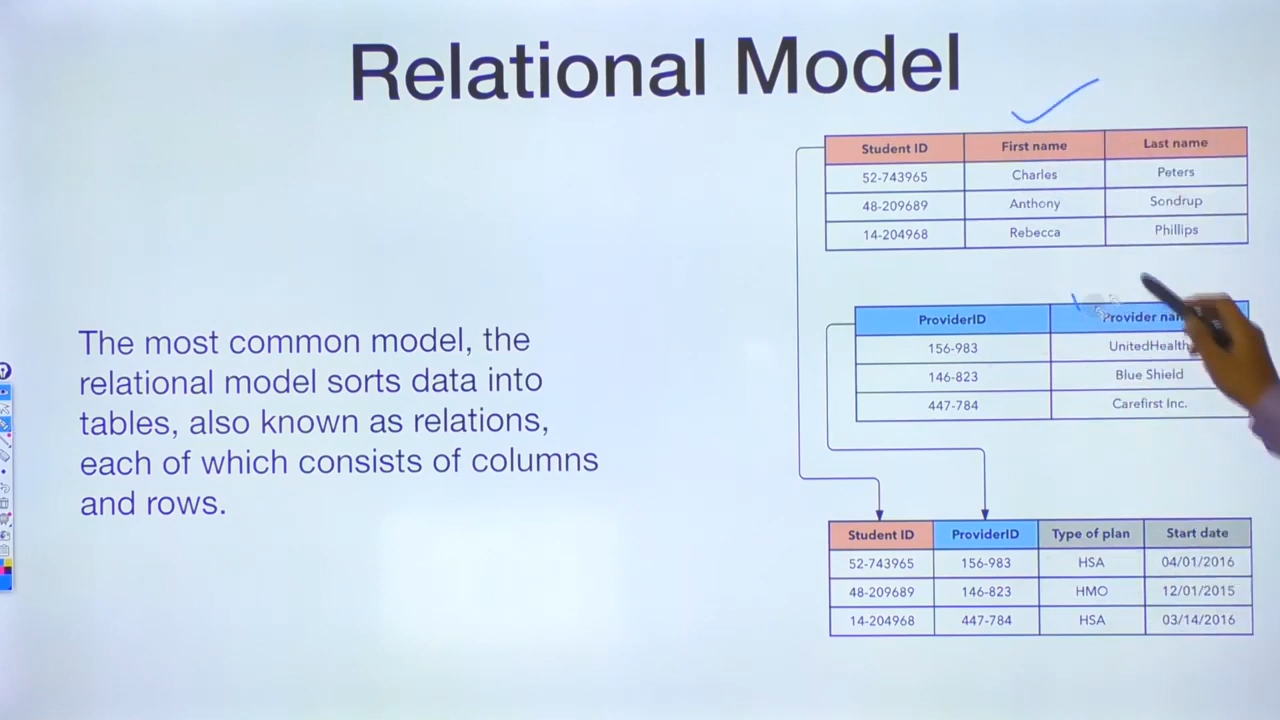 Relational Model
The most common model, the
relational model sorts data into
tables, also known as relations,
each of which consists of columns
and rows.
Student ID First name Last name
52-743965 Charles Peters
48-209689 Anthony Sondrup
14-204968 Rebecca Phillips
ProviderID Provider
156-983 UnitedHealth
146-823 Blue Shield
447-784 Carefirst Inc.
Student ID ProviderID Type of plan Start date
52-743965 156-983 HSA 04/01/2016
48-209689 146-823 HMO 12/01/2015
14-204968 447-784 HSA 03/14/2016